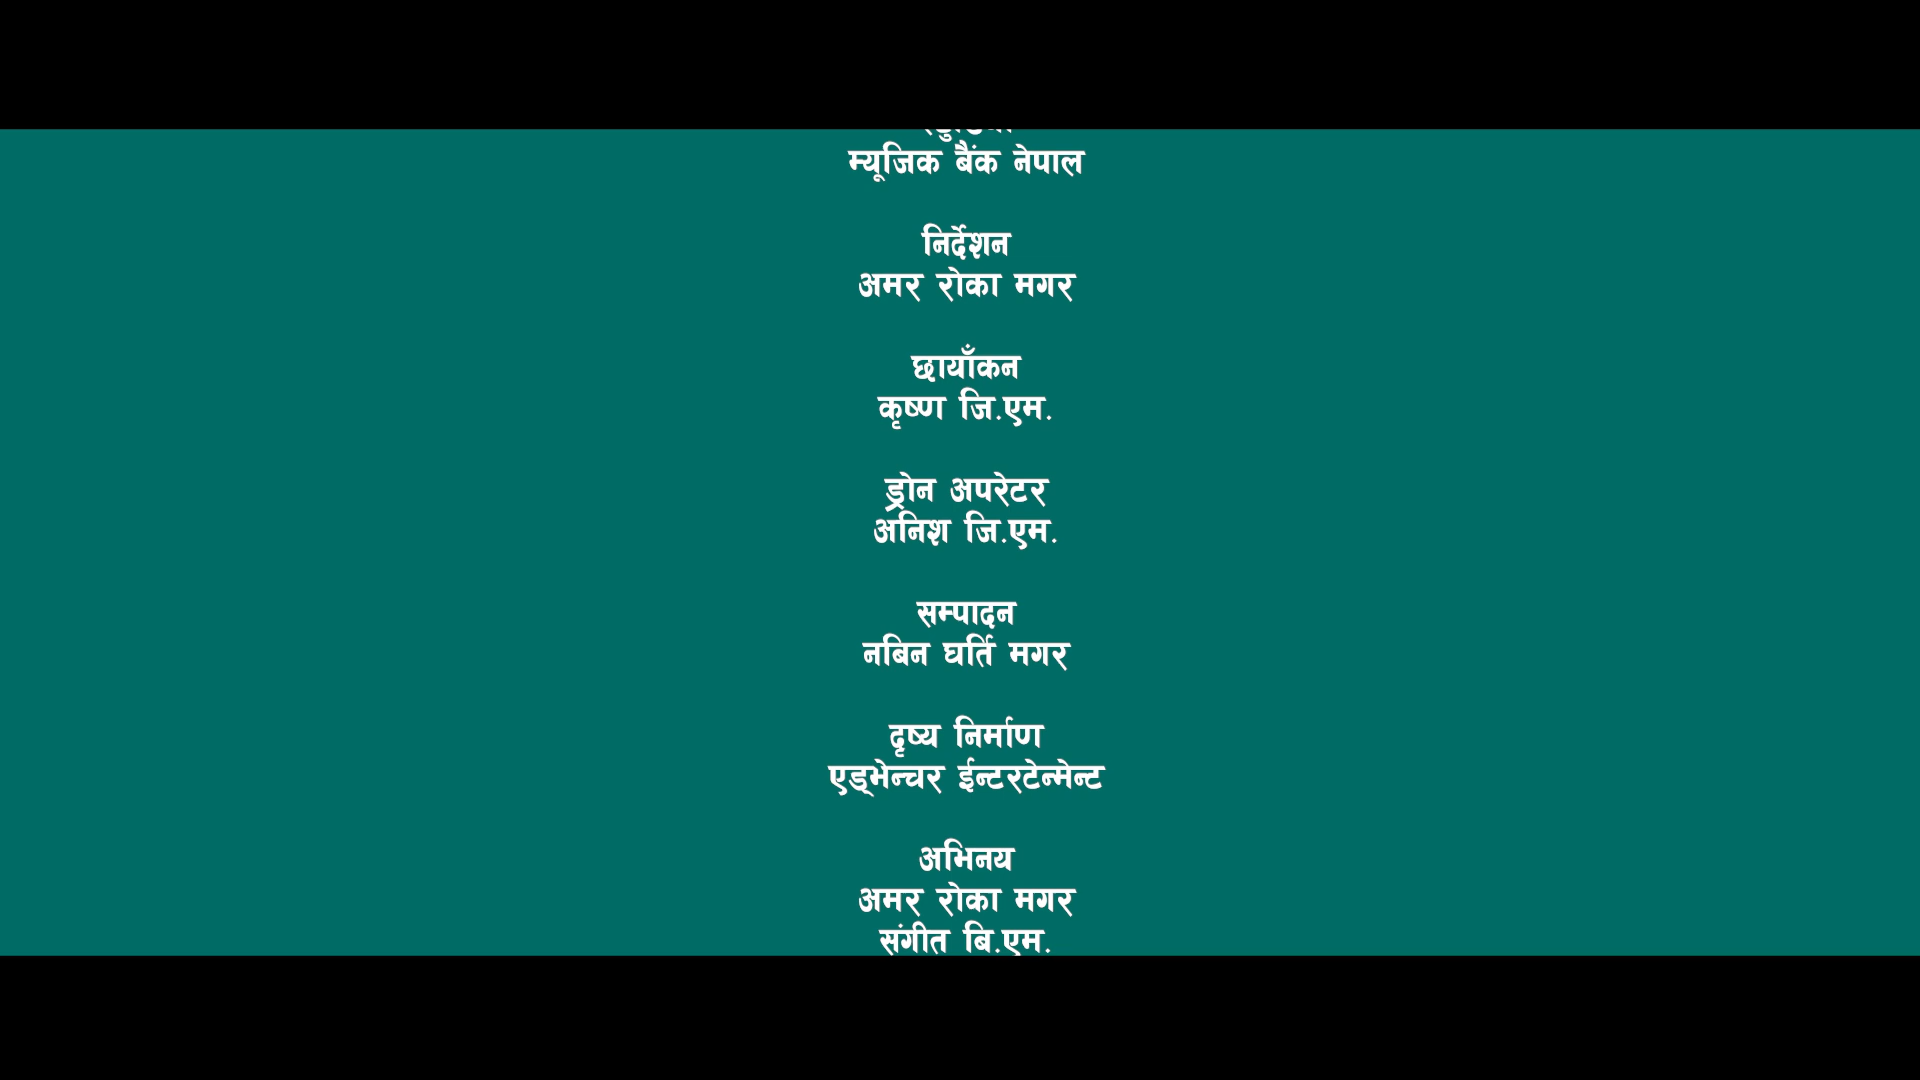 म्यूजिक बैंक नेपाल
निर्देशन
अमर रोका मगर
छायाँकन
कृष्ण जि.एम.
ड्रोन अपरेटर
अनिश जि.एम.
सम्पादन
नबिन घर्ति मगर
दृष्य निर्माण
एड्भेन्चर ईन्टरटेन्मेन्ट
अभिनय
अमर रोका मगर
संगीत बि.एम.